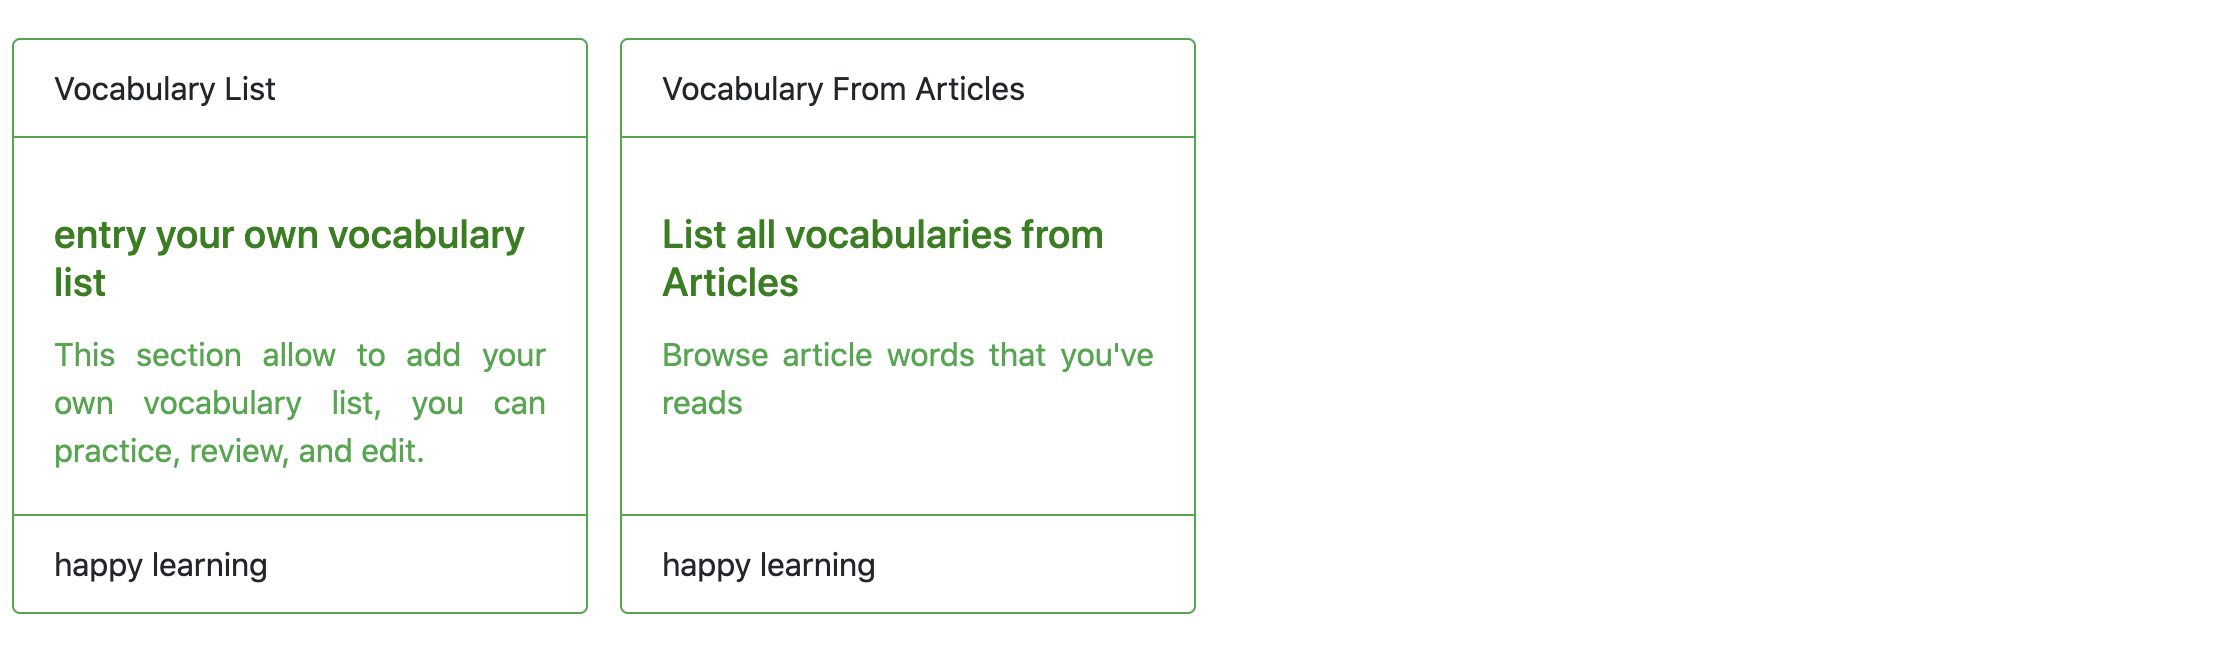 Vocabulary List
entry your own vocabulary
list
This section allow to add your
own vocabulary list, you can
practice, review, and edit.
happy learning
Vocabulary From Articles
List all vocabularies from
Articles
Browse article words that you've
reads
happy learning